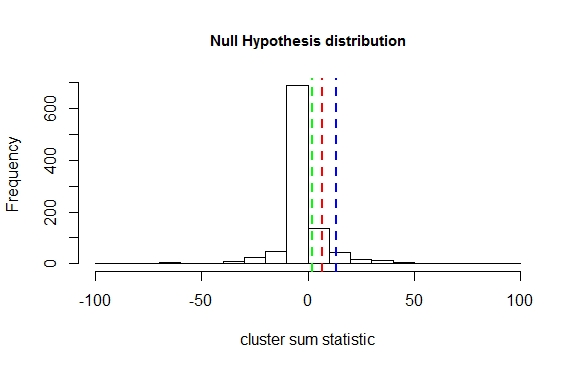 Null Hypothesis distribution
Frequency
600
400
200
0
-100 -50 0 50 100
cluster sum statistic